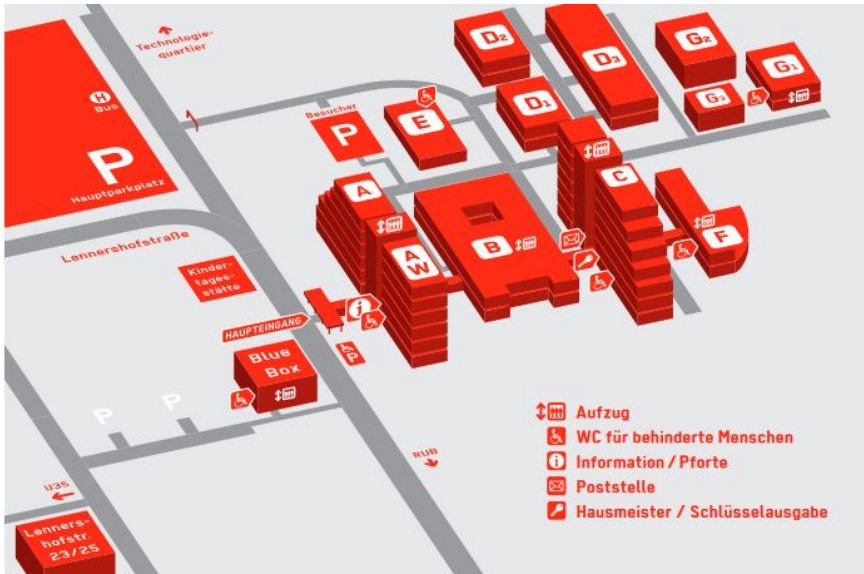 Technologie-
quartier
H
Bus
P
Hauptparkplatz
Besucher
P
E
D2
D3
D1
G2
G1
G3
Lennershofstraße
Kinder-
tages-
stätte
A
A
W
B
C
F
HAUPTEINGANG
i
P
Blue
Box
P
P
RUB
U35
Lenners-
hofstr.
23/25
Aufzug
WC für behinderte Menschen
i Information / Pforte
Poststelle
Hausmeister / Schlüsselausgabe